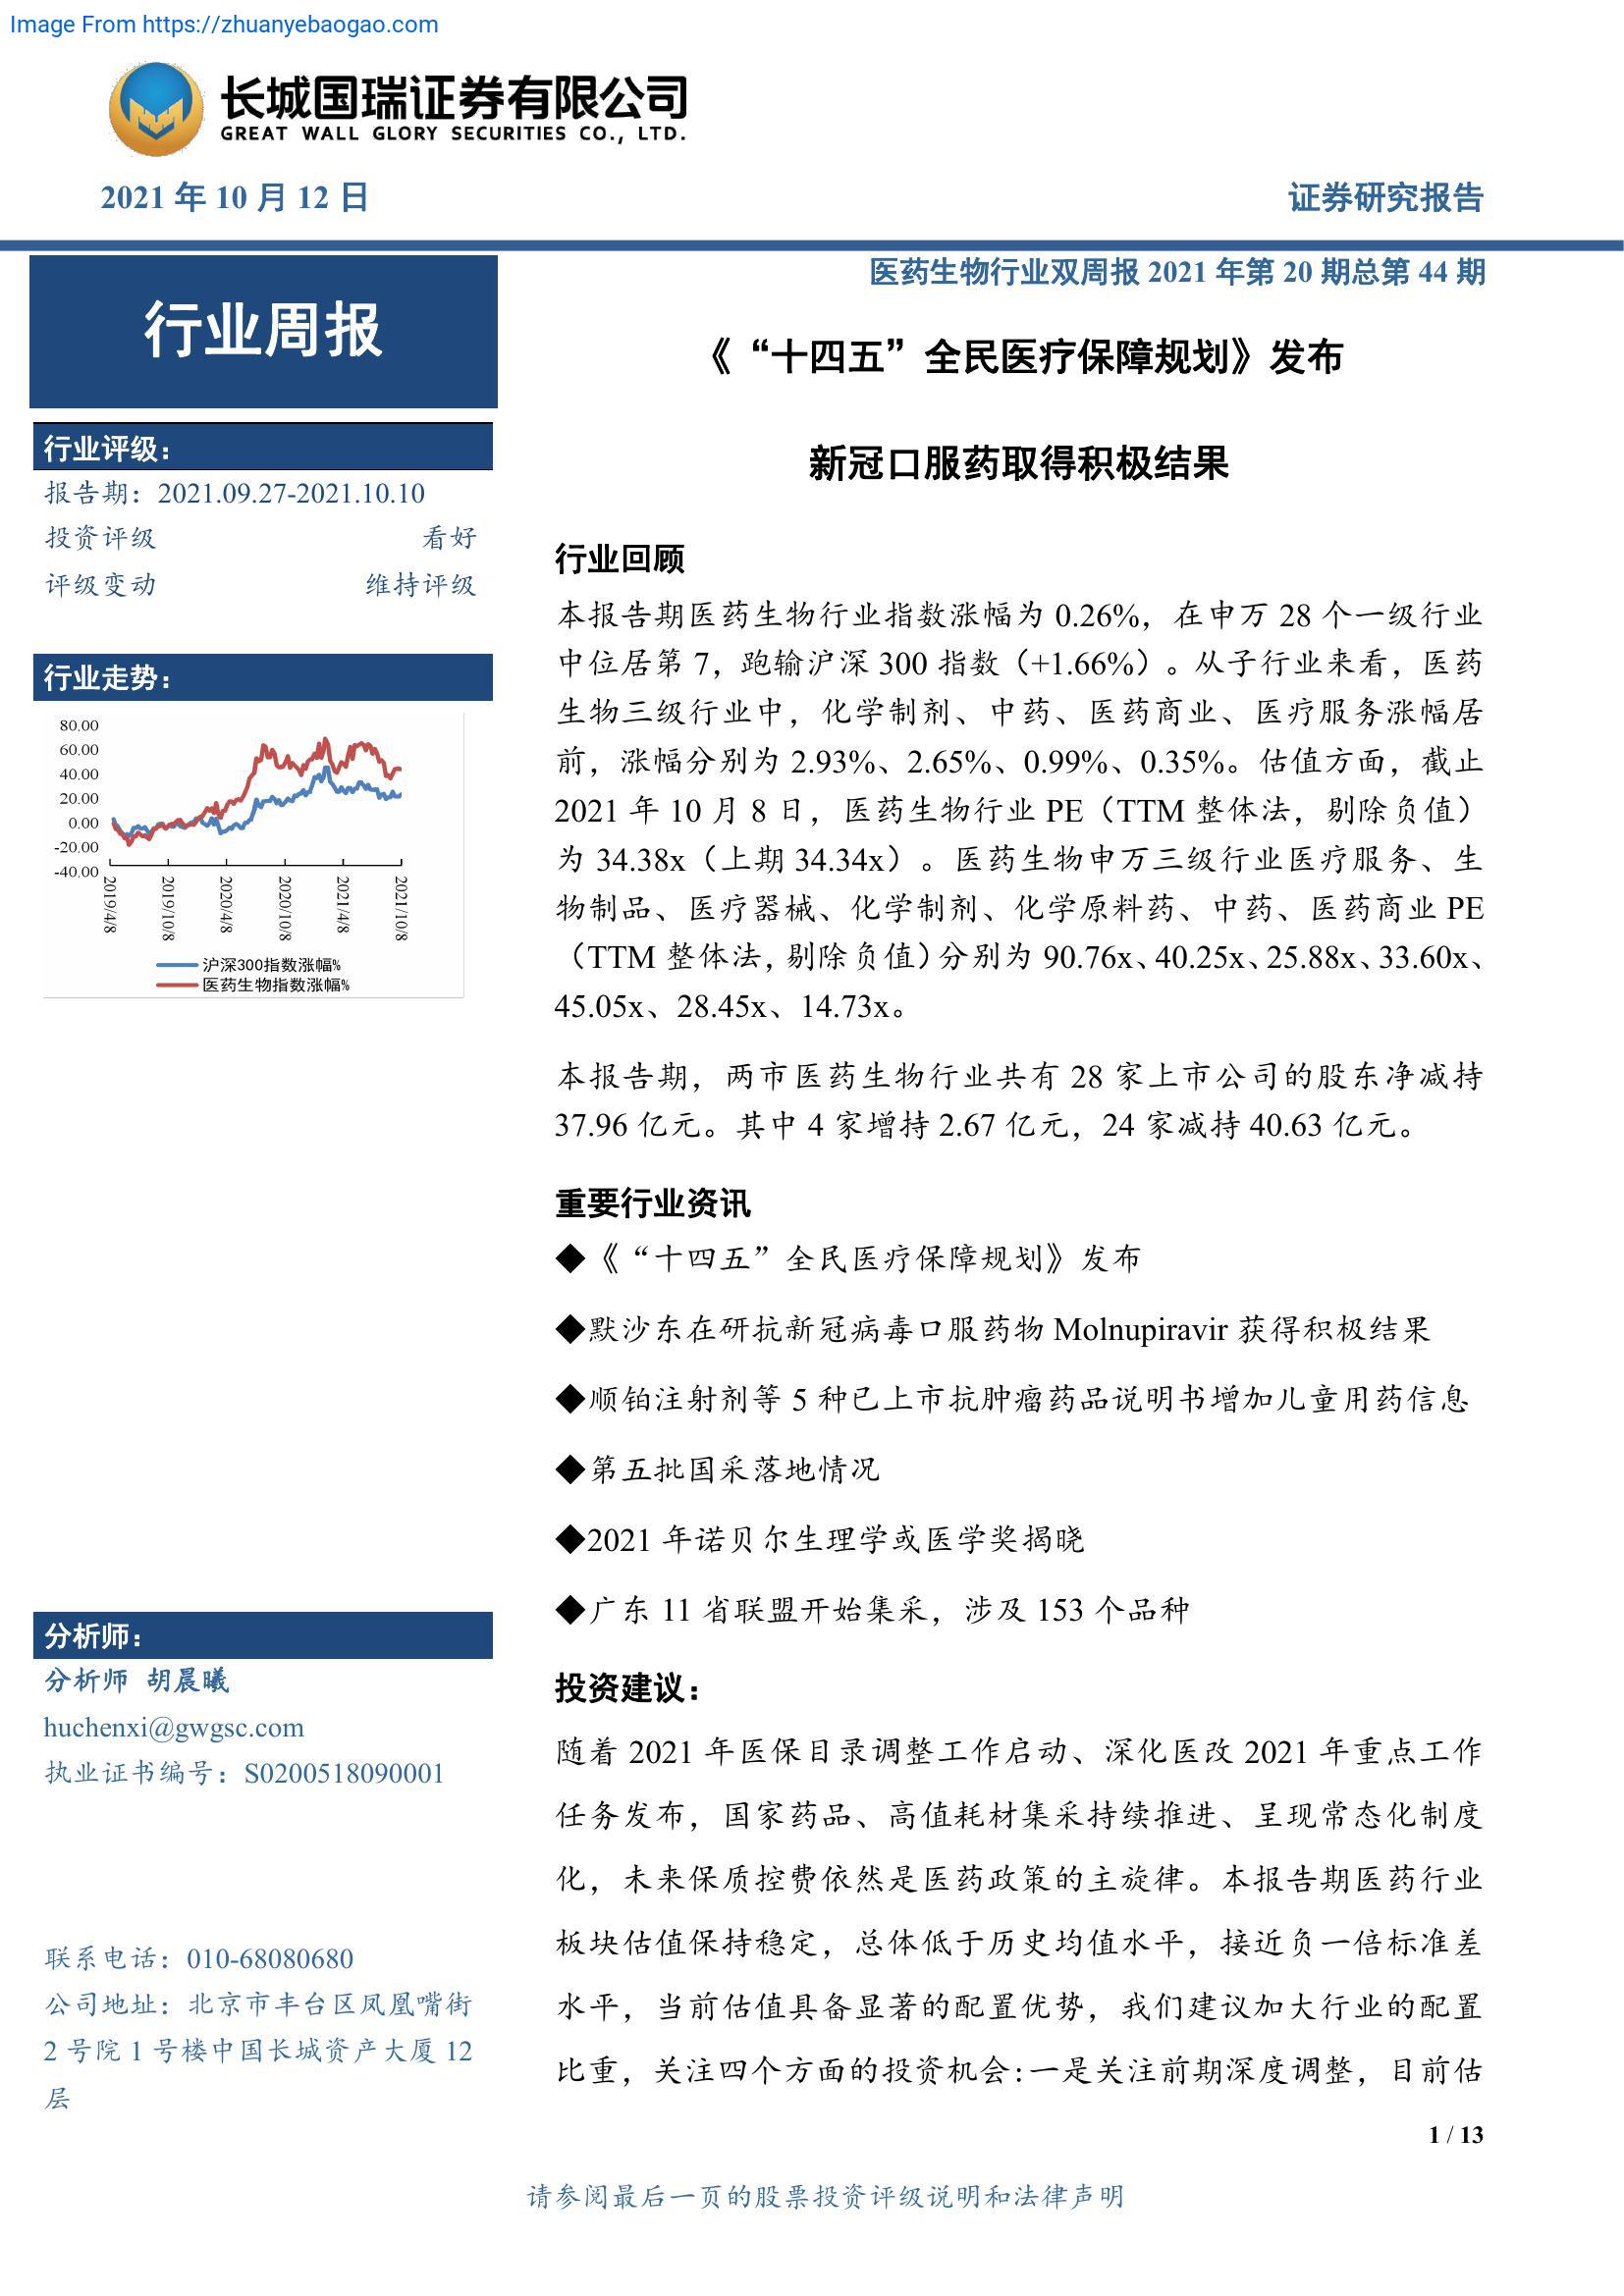 Image From https://zhuanyebaogao.com
长城国瑞证券有限公司
GREAT WALL GLORY SECURITIES CO., LTD.
2021 年 10 月 12 日
证券研究报告
行业周报
行业评级：
报告期：2021.09.27-2021.10.10
投资评级 看好
评级变动 维持评级
行业走势：
80.00
60.00
40.00
20.00
0.00
-20.00
-40.00
2019/4/8
2019/10/8
2020/4/8
2020/10/8
2021/4/8
2021/10/8
沪深300指数涨幅%
医药生物指数涨幅%
分析师：
分析师 胡晨曦
huchenxi@gwgsc.com
执业证书编号：S0200518090001
联系电话：010-68080680
公司地址：北京市丰台区凤凰嘴街
2 号院 1 号楼中国长城资产大厦 12
层
医药生物行业双周报 2021 年第 20 期总第 44 期
《“十四五”全民医疗保障规划》发布
新冠口服药取得积极结果
行业回顾
本报告期医药生物行业指数涨幅为 0.26%，在申万 28 个一级行业
中位居第 7，跑输沪深 300 指数（+1.66%）。从子行业来看，医药
生物三级行业中，化学制剂、中药、医药商业、医疗服务涨幅居
前，涨幅分别为 2.93%、2.65%、0.99%、0.35%。估值方面，截止
2021 年 10 月 8 日，医药生物行业 PE（TTM 整体法，剔除负值）
为 34.38x（上期 34.34x）。医药生物申万三级行业医疗服务、生
物制品、医疗器械、化学制剂、化学原料药、中药、医药商业 PE
（TTM 整体法,剔除负值）分别为 90.76x、40.25x、25.88x、33.60x、
45.05x、28.45x、14.73x。
本报告期，两市医药生物行业共有 28 家上市公司的股东净减持
37.96 亿元。其中 4 家增持 2.67 亿元，24 家减持 40.63 亿元。
重要行业资讯
◆《“十四五”全民医疗保障规划》发布
◆默沙东在研抗新冠病毒口服药物 Molnupiravir 获得积极结果
◆顺铂注射剂等 5 种已上市抗肿瘤药品说明书增加儿童用药信息
◆第五批国采落地情况
◆2021 年诺贝尔生理学或医学奖揭晓
◆广东 11 省联盟开始集采，涉及 153 个品种
投资建议：
随着 2021 年医保目录调整工作启动、深化医改 2021 年重点工作
任务发布，国家药品、高值耗材集采持续推进、呈现常态化制度
化，未来保质控费依然是医药政策的主旋律。本报告期医药行业
板块估值保持稳定，总体低于历史均值水平，接近负一倍标准差
水平，当前估值具备显著的配置优势，我们建议加大行业的配置
比重，关注四个方面的投资机会:一是关注前期深度调整，目前估
1 / 13
请参阅最后一页的股票投资评级说明和法律声明